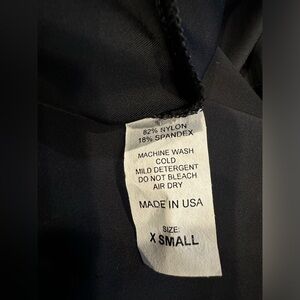 82% NYLON
18% SPANDEX
MACHINE WASH
COLD
MILD DETERGENT
DO NOT BLEACH
AIR DRY
MADE IN USA
SIZE:
X SMALL